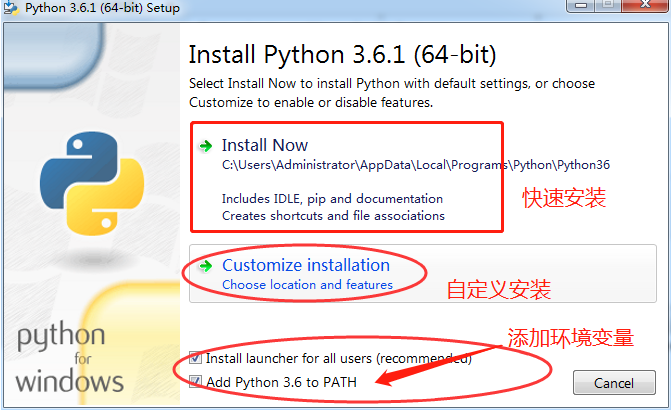 Python 3.6.1 (64-bit) Setup
Install Python 3.6.1 (64-bit)
Select Install Now to install Python with default settings, or choose
Customize to enable or disable features.
Install Now
C:\Users\Administrator\AppData\Local\Programs\Python\Python36
Includes IDLE, pip and documentation
Creates shortcuts and file associations
快速安装
Customize installation
Choose location and features
自定义安装
添加环境变量
Install launcher for all users (recommended)
Add Python 3.6 to PATH
Cancel
python
for
windows